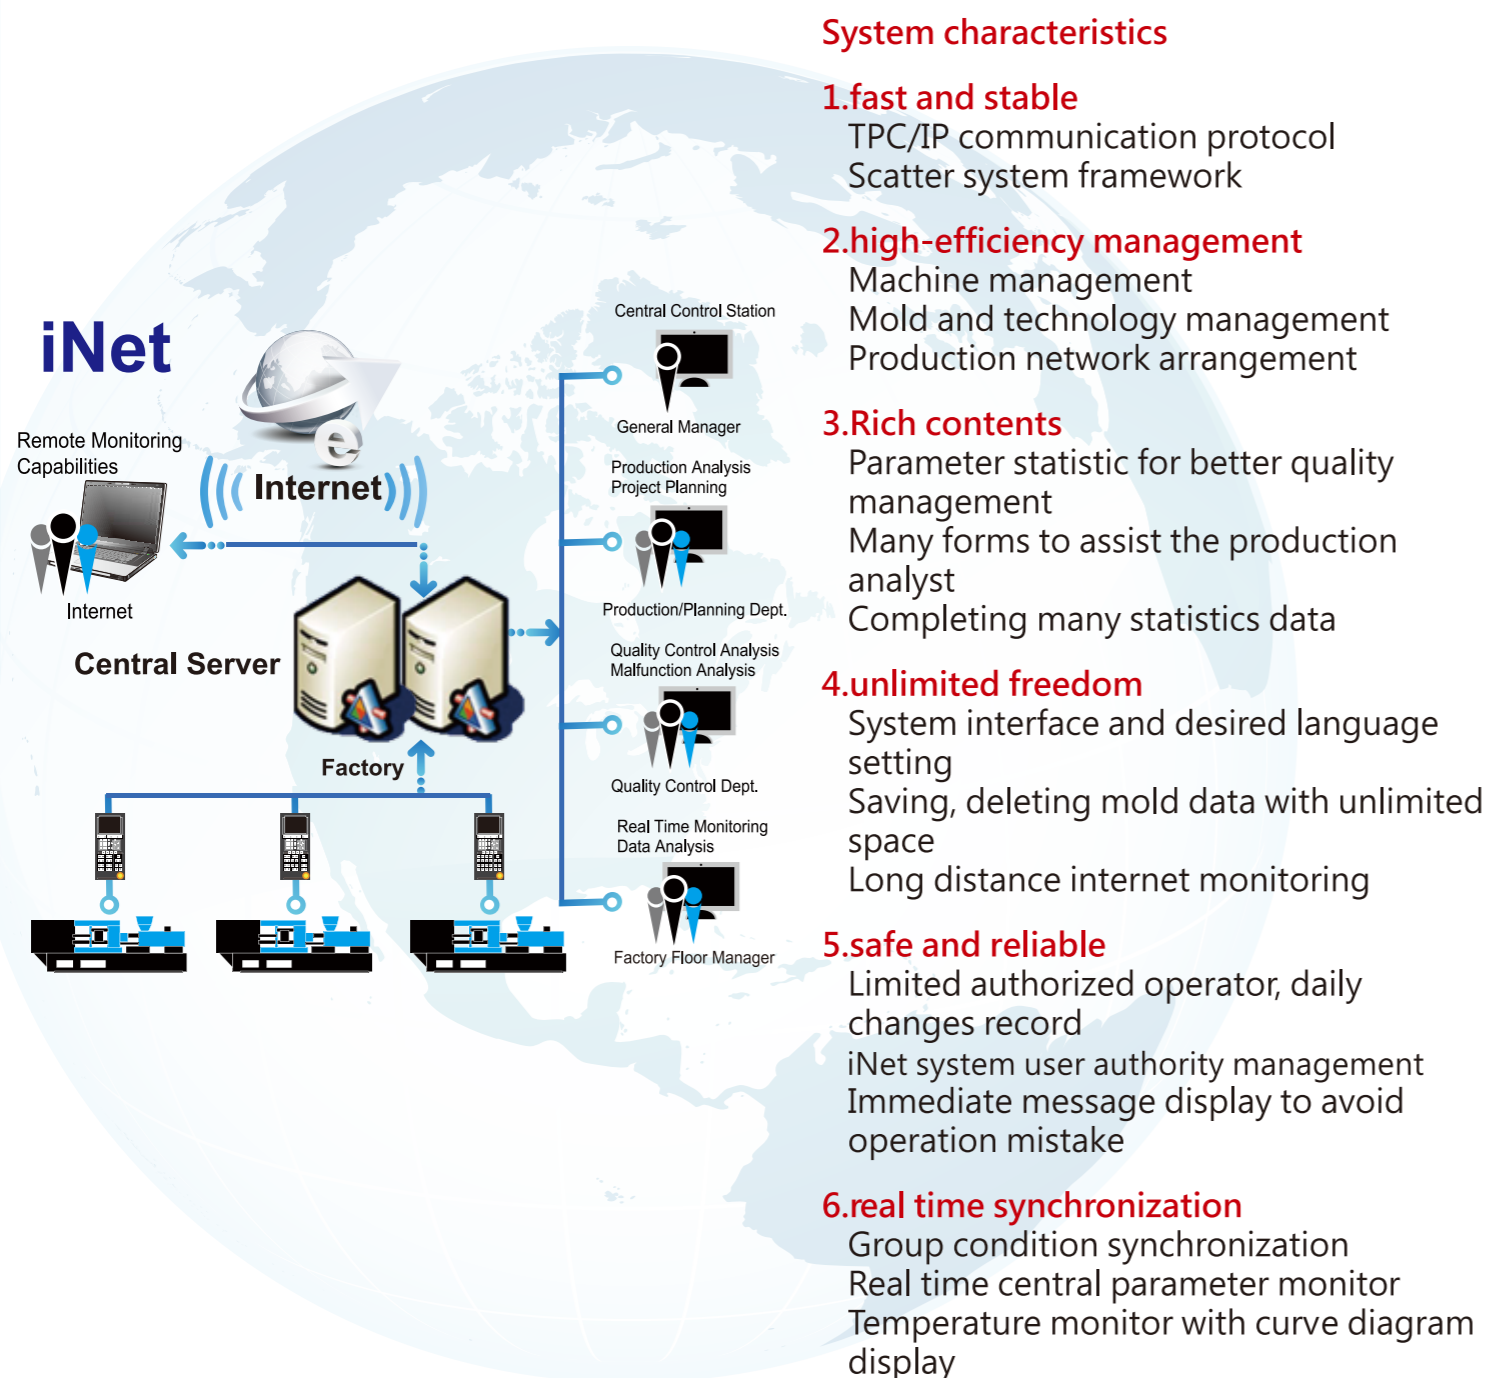 iNet
Remote Monitoring
Capabilities
Internet
Internet
Central Server
Factory
Central Control Station
General Manager
Production Analysis
Project Planning
Production/Planning Dept.
Quality Control Analysis
Malfunction Analysis
Quality Control Dept.
Real Time Monitoring
Data Analysis
Factory Floor Manager
System characteristics
1.fast and stable
TPC/IP communication protocol
Scatter system framework
2.high-efficiency management
Machine management
Mold and technology management
Production network arrangement
3.Rich contents
Parameter statistic for better quality
management
Many forms to assist the production
analyst
Completing many statistics data
4.unlimited freedom
System interface and desired language
setting
Saving, deleting mold data with unlimited
space
Long distance internet monitoring
5.safe and reliable
Limited authorized operator, daily
changes record
iNet system user authority management
Immediate message display to avoid
operation mistake
6.real time synchronization
Group condition synchronization
Real time central parameter monitor
Temperature monitor with curve diagram
display